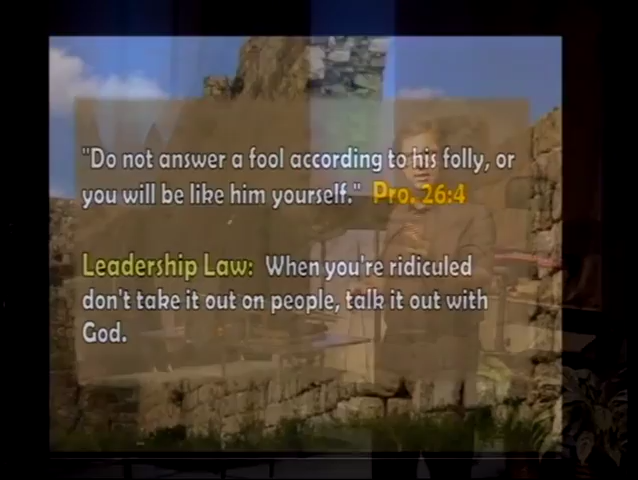 "Do not answer a fool according to his folly, or
you will be like him yourself." Pro. 26:4
Leadership Law: When you're ridiculed
don't take it out on people, talk it out with
God.